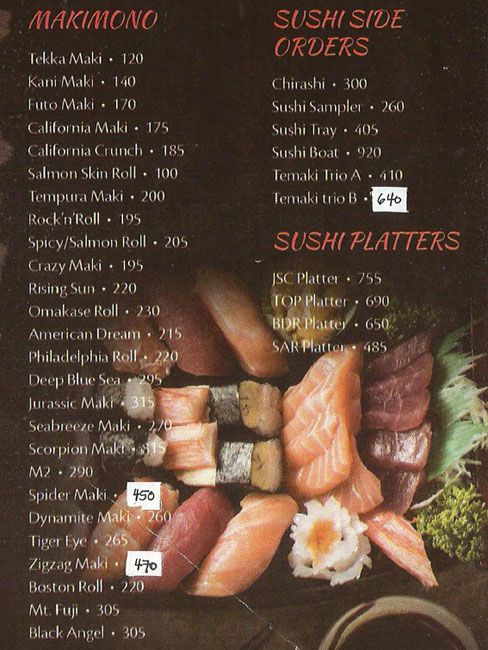 MAKIMONO
Tekka Maki • 120
Kani Maki • 140
Futo Maki • 170
California Maki • 175
California Crunch • 185
Salmon Skin Roll • 100
Tempura Maki • 200
Rock'n'Roll • 195
Spicy/Salmon Roll • 205
Crazy Maki • 195
Rising Sun • 220
Omakase Roll • 230
American Dream • 215
Philadelphia Roll • 220
Deep Blue Sea • 295
Jurassic Maki • 315
Seabreeze Maki • 270
Scorpion Maki • 315
M2 • 290
Spider Maki • 450
Dynamite Maki • 260
Tiger Eye • 265
Zigzag Maki • 470
Boston Roll • 220
Mt. Fuji • 305
Black Angel • 305
SUSHI SIDE
ORDERS
Chirashi • 300
Sushi Sampler • 260
Sushi Tray • 405
Sushi Boat • 920
Temaki Trio A • 410
Temaki trio B • 640
SUSHI PLATTERS
JSC Platter • 755
TOP Platter • 690
BDR Platter • 650
SAR Platter • 485